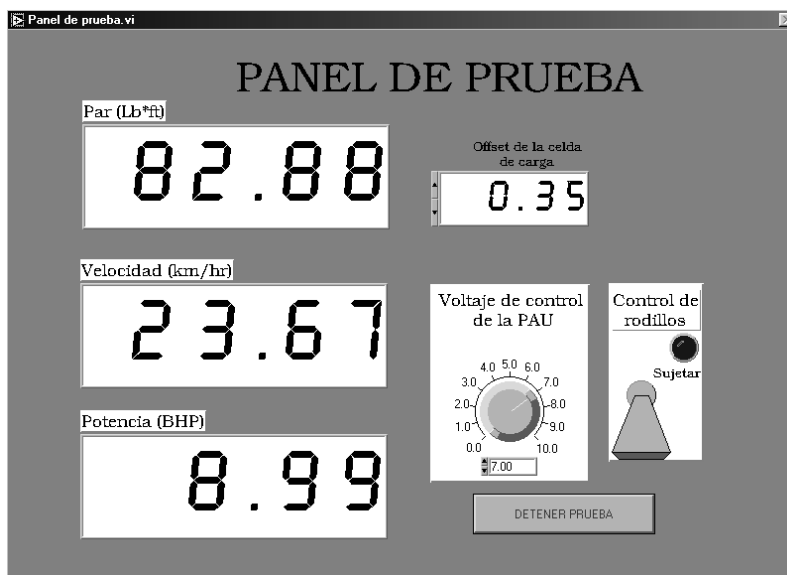 Panel de prueba.vi
PANEL DE PRUEBA
Par (Lb*ft)
82.88
Offset de la celda
de carga
0.35
Velocidad (km/hr)
23.67
Voltaje de control
de la PAU
0.0
1.0
2.0
3.0
4.0
5.0
6.0
7.0
8.0
9.0
10.0
7.00
Control de
rodillos
Sujetar
Potencia (BHP)
8.99
DETENER PRUEBA